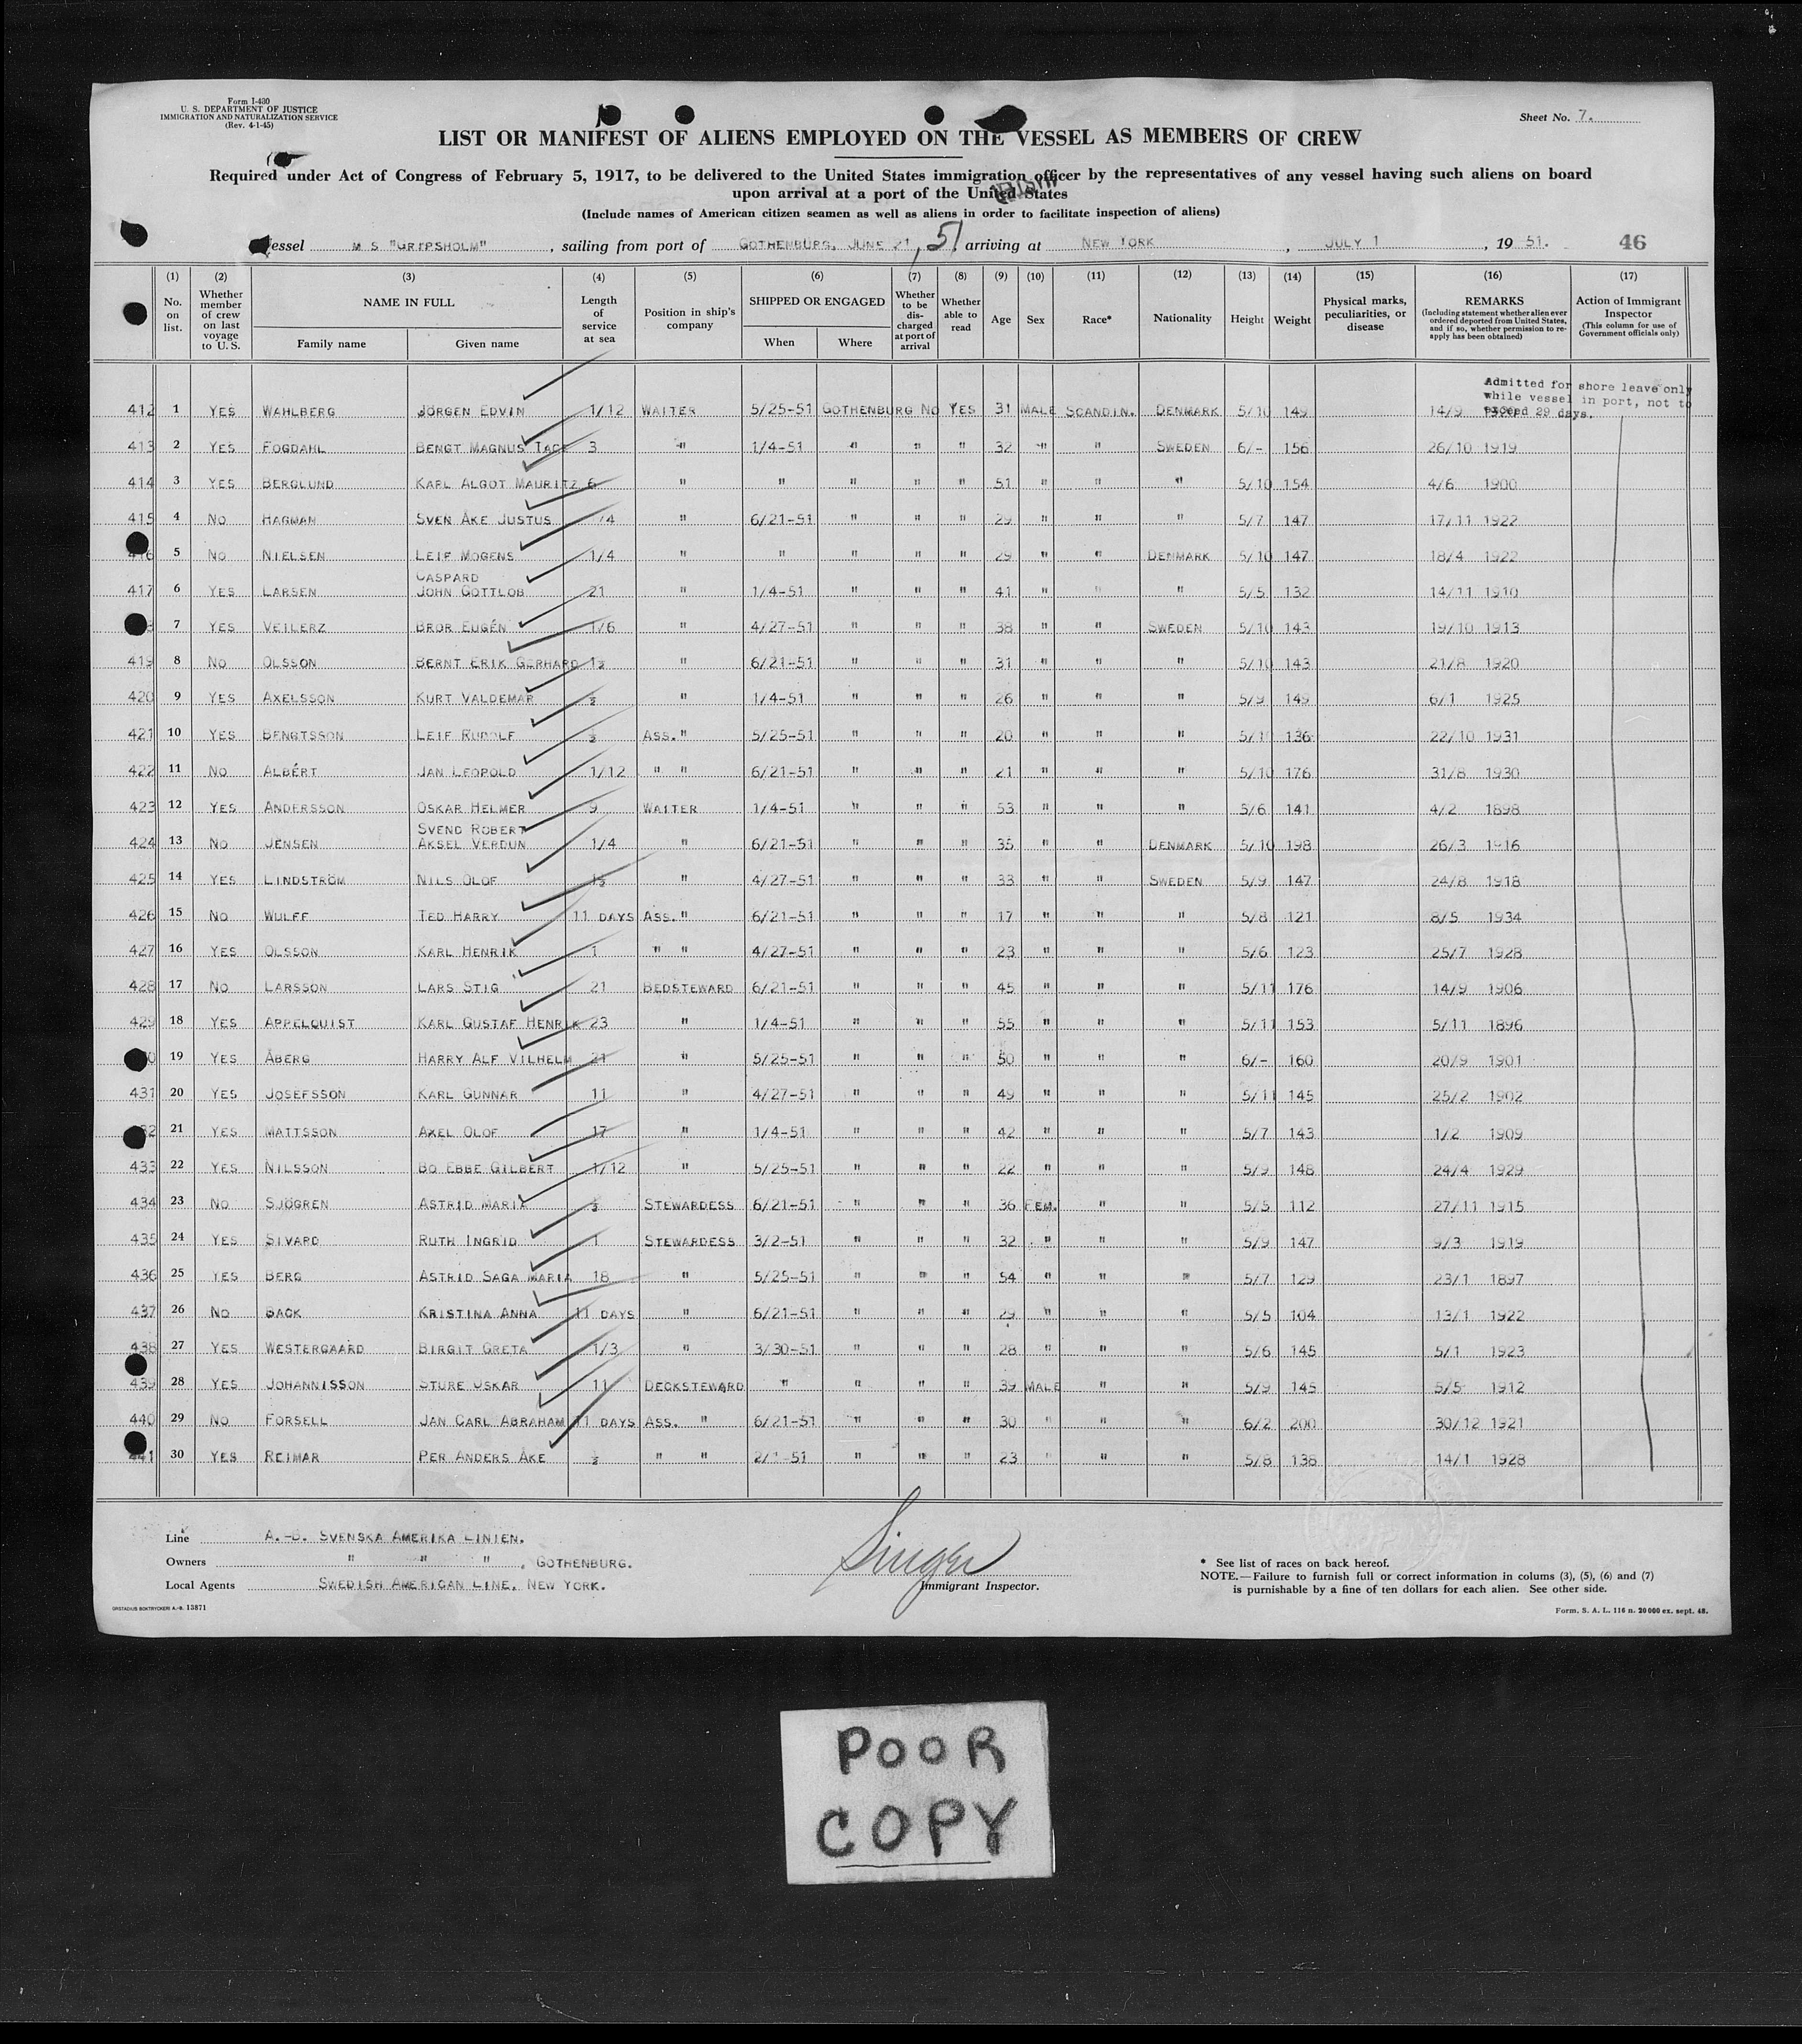 Form I-480
U. S. DEPARTMENT OF JUSTICE
IMMIGRATION AND NATURALIZATION SERVICE
(Rev. 4-1-45)
Sheet No. 7.
LIST OR MANIFEST OF ALIENS EMPLOYED ON THE VESSEL AS MEMBERS OF CREW
Required under Act of Congress of February 5, 1917, to be delivered to the United States immigration officer by the representatives of any vessel having such aliens on board
upon arrival at a port of the United States
(Include names of American citizen seamen as well as aliens in order to facilitate inspection of aliens)
Vessel M S "GRIPSHOLM", sailing from port of GOTHENBURG, JUNE 21, 51 arriving at NEW YORK, JULY 1, 19 51. 46
(1) (2) (3) (4) (5) (6) (7) (8) (9) (10) (11) (12) (13) (14) (15) (16) (17)
No. on list. Whether member of crew on last voyage to U. S. NAME IN FULL Family name Given name Length of service at sea Position in ship's company SHIPPED OR ENGAGED When Where Whether to be discharged at port of arrival Whether able to read Age Sex Race* Nationality Height Weight Physical marks, peculiarities, or disease REMARKS (Including statement whether alien ever ordered deported from United States, and if so, whether permission to re-apply has been obtained) Action of Immigrant Inspector (This column for use of Government officials only)
Admitted for shore leave only
while vessel in port, not to
exceed 29 days.
412 1 YES WAHLBERG JÖRGEN EDVIN 1/12 WAITER 5/25-51 GOTHENBURG NO YES 31 MALE SCANDIN. DENMARK 5/10 149 14/9
413 2 YES FOGDAHL BENGT MAGNUS TAGE 3 " 1/4-51 " " " 32 " " SWEDEN 6/- 156 26/10 1919
414 3 YES BERGLUND KARL ALGOT MAURITZ 6 " " " " " 51 " " " 5/10 154 4/6 1900
415 4 NO HAGMAN SVEN ÅKE JUSTUS 1/4 " 6/21-51 " " " 29 " " " 5/7 147 17/11 1922
416 5 NO NIELSEN LEIF MOGENS 1/4 " " " " " 29 " " DENMARK 5/10 147 18/4 1922
CASPARD
417 6 YES LARSEN JOHN GOTTLOB 21 " 1/4-51 " " " 41 " " " 5/5 132 14/11 1910
7 YES VEILERZ BROR EUGÉN 1/6 " 4/27-51 " " " 38 " " SWEDEN 5/10 143 19/10 1913
419 8 NO OLSSON BERNT ERIK GERHARD 1½ " 6/21-51 " " " 31 " " " 5/10 143 21/8 1920
420 9 YES AXELSSON KURT VALDEMAR ½ " 1/4-51 " " " 26 " " " 5/9 149 6/1 1925
421 10 YES BENGTSSON LEIF RUDOLF ½ ASS. " 5/25-51 " " " 20 " " " 5/10 136 22/10 1931
422 11 NO ALBÉRT JAN LEOPOLD 1/12 " " 6/21-51 " " " 21 " " " 5/10 176 31/8 1930
423 12 YES ANDERSSON OSKAR HELMER 9 WAITER 1/4-51 " " " 53 " " " 5/6 141 4/2 1898
SVEND ROBERT
424 13 NO JENSEN AKSEL VERDUN 1/4 " 6/21-51 " " " 35 " " DENMARK 5/10 198 26/3 1916
425 14 YES LINDSTRÖM NILS OLOF 1½ " 4/27-51 " " " 33 " " SWEDEN 5/9 147 24/8 1918
426 15 NO WULFF TED HARRY 11 DAYS ASS. " 6/21-51 " " " 17 " " " 5/8 121 8/5 1934
427 16 YES OLSSON KARL HENRIK 1 " " 4/27-51 " " " 23 " " " 5/6 123 25/7 1928
428 17 NO LARSSON LARS STIG 21 BEDSTEWARD 6/21-51 " " " 45 " " " 5/11 176 14/9 1906
429 18 YES APPELQUIST KARL GUSTAF HENRIK 23 " 1/4-51 " " " 55 " " " 5/11 153 5/11 1896
19 YES ÅBERG HARRY ALF VILHELM 21 " 5/25-51 " " " 50 " " " 6/- 160 20/9 1901
431 20 YES JOSEFSSON KARL GUNNAR 11 " 4/27-51 " " " 49 " " " 5/11 145 25/2 1902
21 YES MATTSSON AXEL OLOF 17 " 1/4-51 " " " 42 " " " 5/7 143 1/2 1909
433 22 YES NILSSON BO EBBE GILBERT 1/12 " 5/25-51 " " " 22 " " " 5/9 148 24/4 1929
434 23 NO SJÖGREN ASTRID MARIA ½ STEWARDESS 6/21-51 " " " 36 FEM. " " 5/5 112 27/11 1915
435 24 YES SIVARD RUTH INGRID 1 STEWARDESS 3/2-51 " " " 32 " " " 5/9 147 9/3 1919
436 25 YES BERG ASTRID SAGA MARIA 18 " 5/25-51 " " " 54 " " " 5/7 129 23/1 1897
437 26 NO BACK KRISTINA ANNA 11 DAYS " 6/21-51 " " " 29 " " " 5/5 104 13/1 1922
438 27 YES WESTERGAARD BIRGIT GRETA 1/3 " 3/30-51 " " " 28 " " " 5/6 145 5/1 1923
439 28 YES JOHANNISSON STURE OSKAR 11 DECKSTEWARD " " " " 39 MALE " " 5/9 145 5/5 1912
440 29 NO FORSELL JAN CARL ABRAHAM 11 DAYS ASS. " 6/21-51 " " " 30 " " " 6/2 200 30/12 1921
441 30 YES REIMAR PER ANDERS ÅKE ½ " " 2/1-51 " " " 23 " " " 5/8 138 14/1 1928
Line A.-B. SVENSKA AMERIKA LINIEN.
Owners " " " , GOTHENBURG.
Local Agents SWEDISH AMERICAN LINE, NEW YORK.
Singer
Immigrant Inspector.
* See list of races on back hereof.
NOTE.—Failure to furnish full or correct information in colums (3), (5), (6) and (7)
is punishable by a fine of ten dollars for each alien. See other side.
ORSTADIUS BOKTRYCKERI A.-B. 13871
Form. S. A. L. 116 n. 20 000 ex. sept. 48.
POOR
COPY